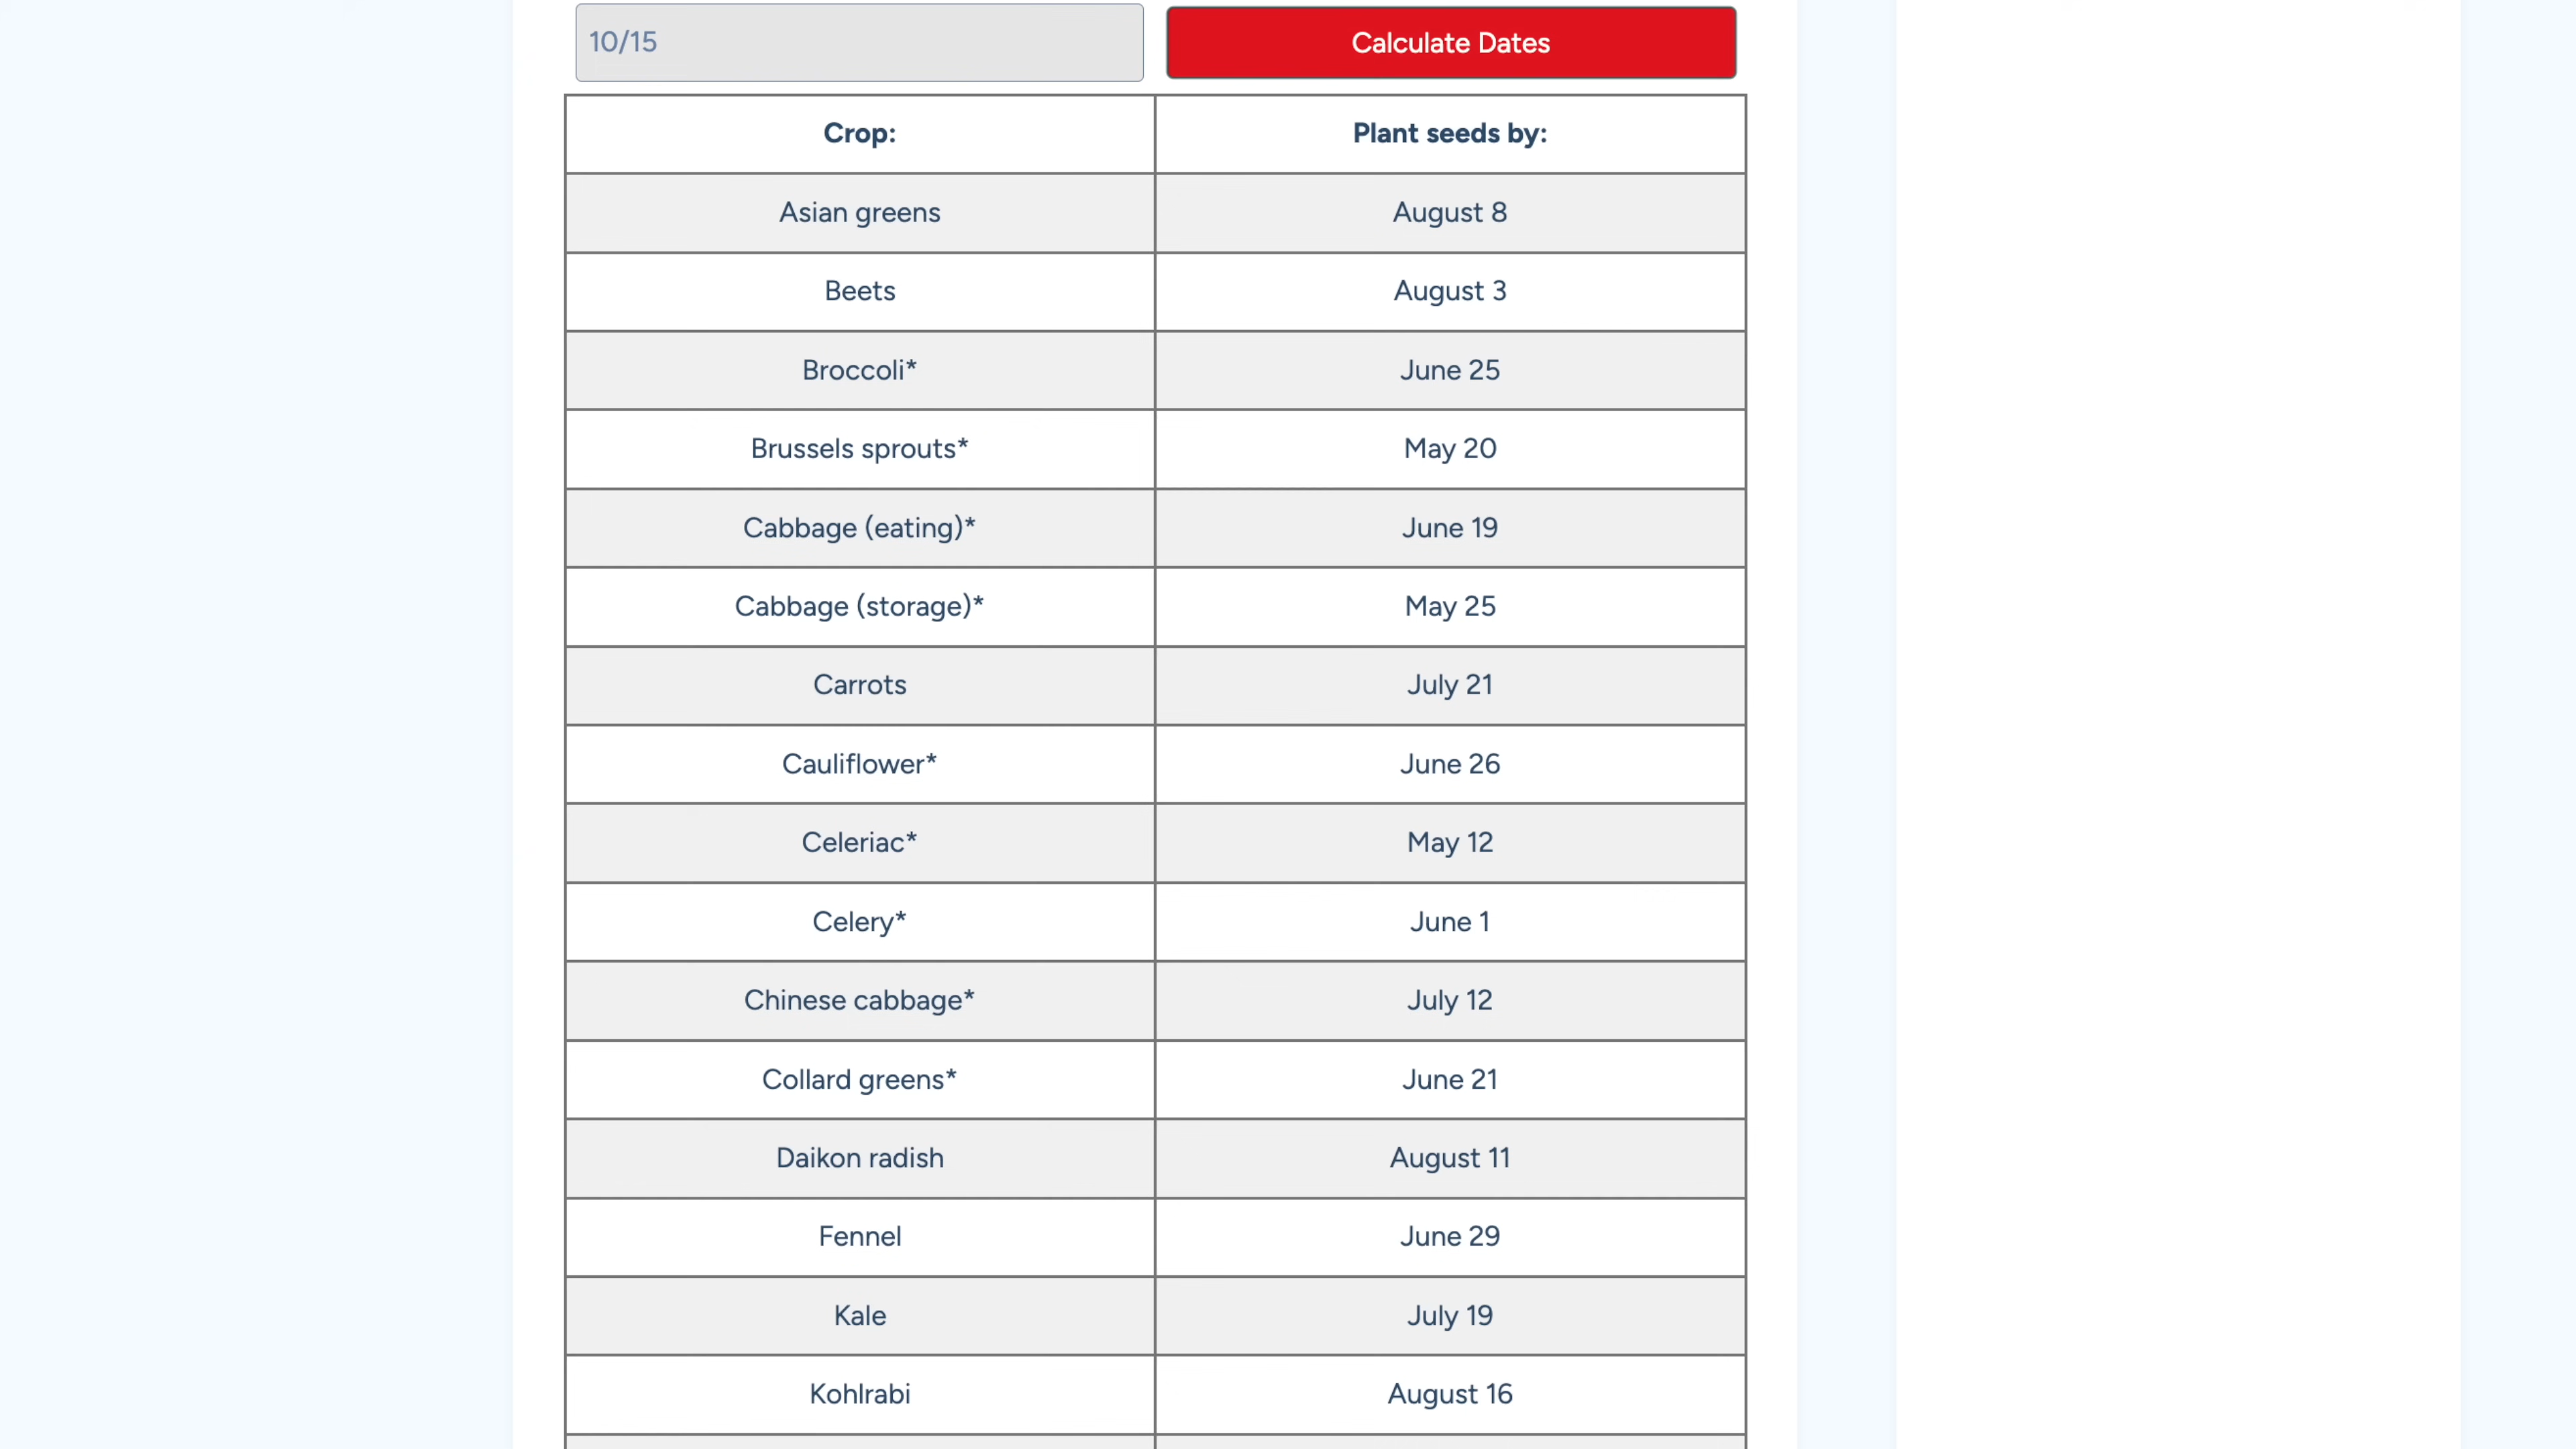 10/15 Calculate Dates
Crop: Plant seeds by:
Asian greens August 8
Beets August 3
Broccoli* June 25
Brussels sprouts* May 20
Cabbage (eating)* June 19
Cabbage (storage)* May 25
Carrots July 21
Cauliflower* June 26
Celeriac* May 12
Celery* June 1
Chinese cabbage* July 12
Collard greens* June 21
Daikon radish August 11
Fennel June 29
Kale July 19
Kohlrabi August 16